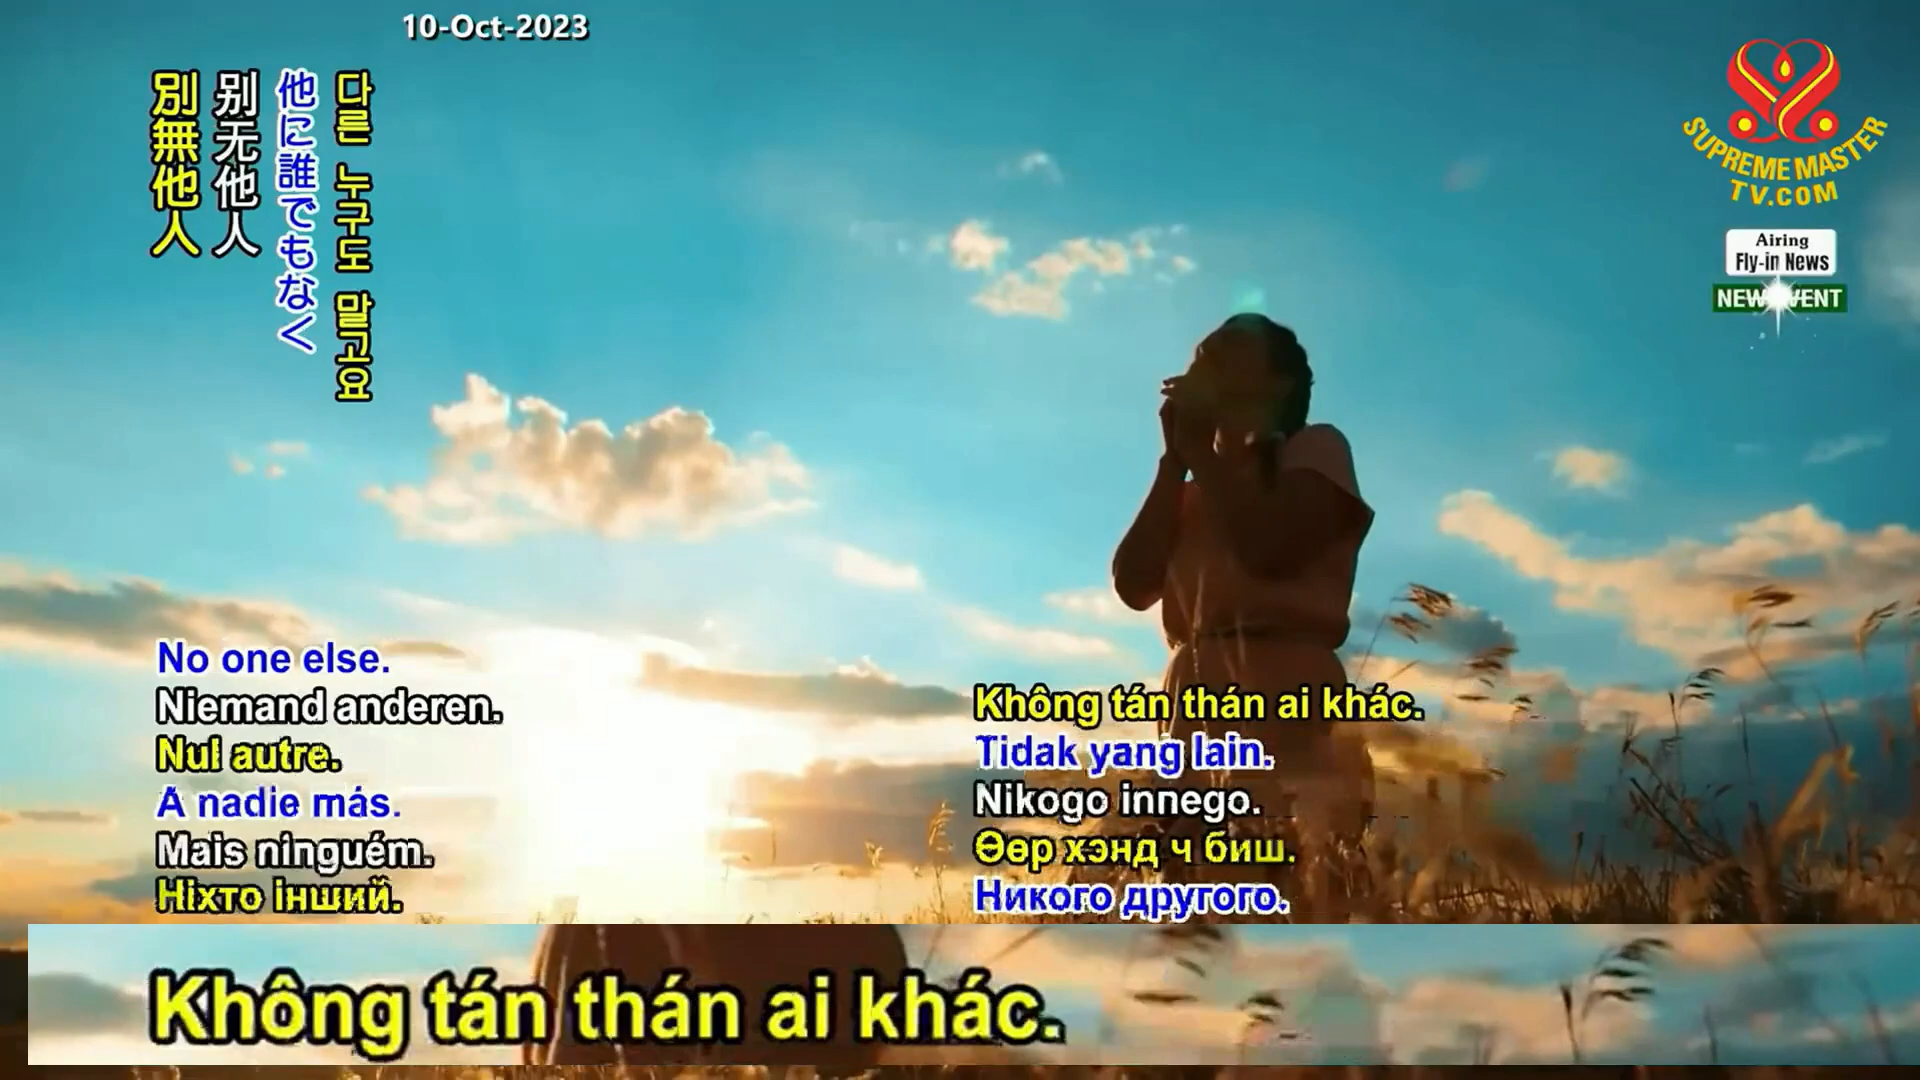 10-Oct-2023
別無他人
别无他人
他に誰でもなく
다른 누구도 말고요
SUPREME MASTER
TV.COM
Airing
Fly-in News
No one else.
Niemand anderen.
Nul autre.
A nadie más.
Mais ninguém.
Ніхто інший.
Không tán thán ai khác.
Tidak yang lain.
Nikogo innego.
Өөр хэнд ч биш.
Никого другого.
Không tán thán ai khác.